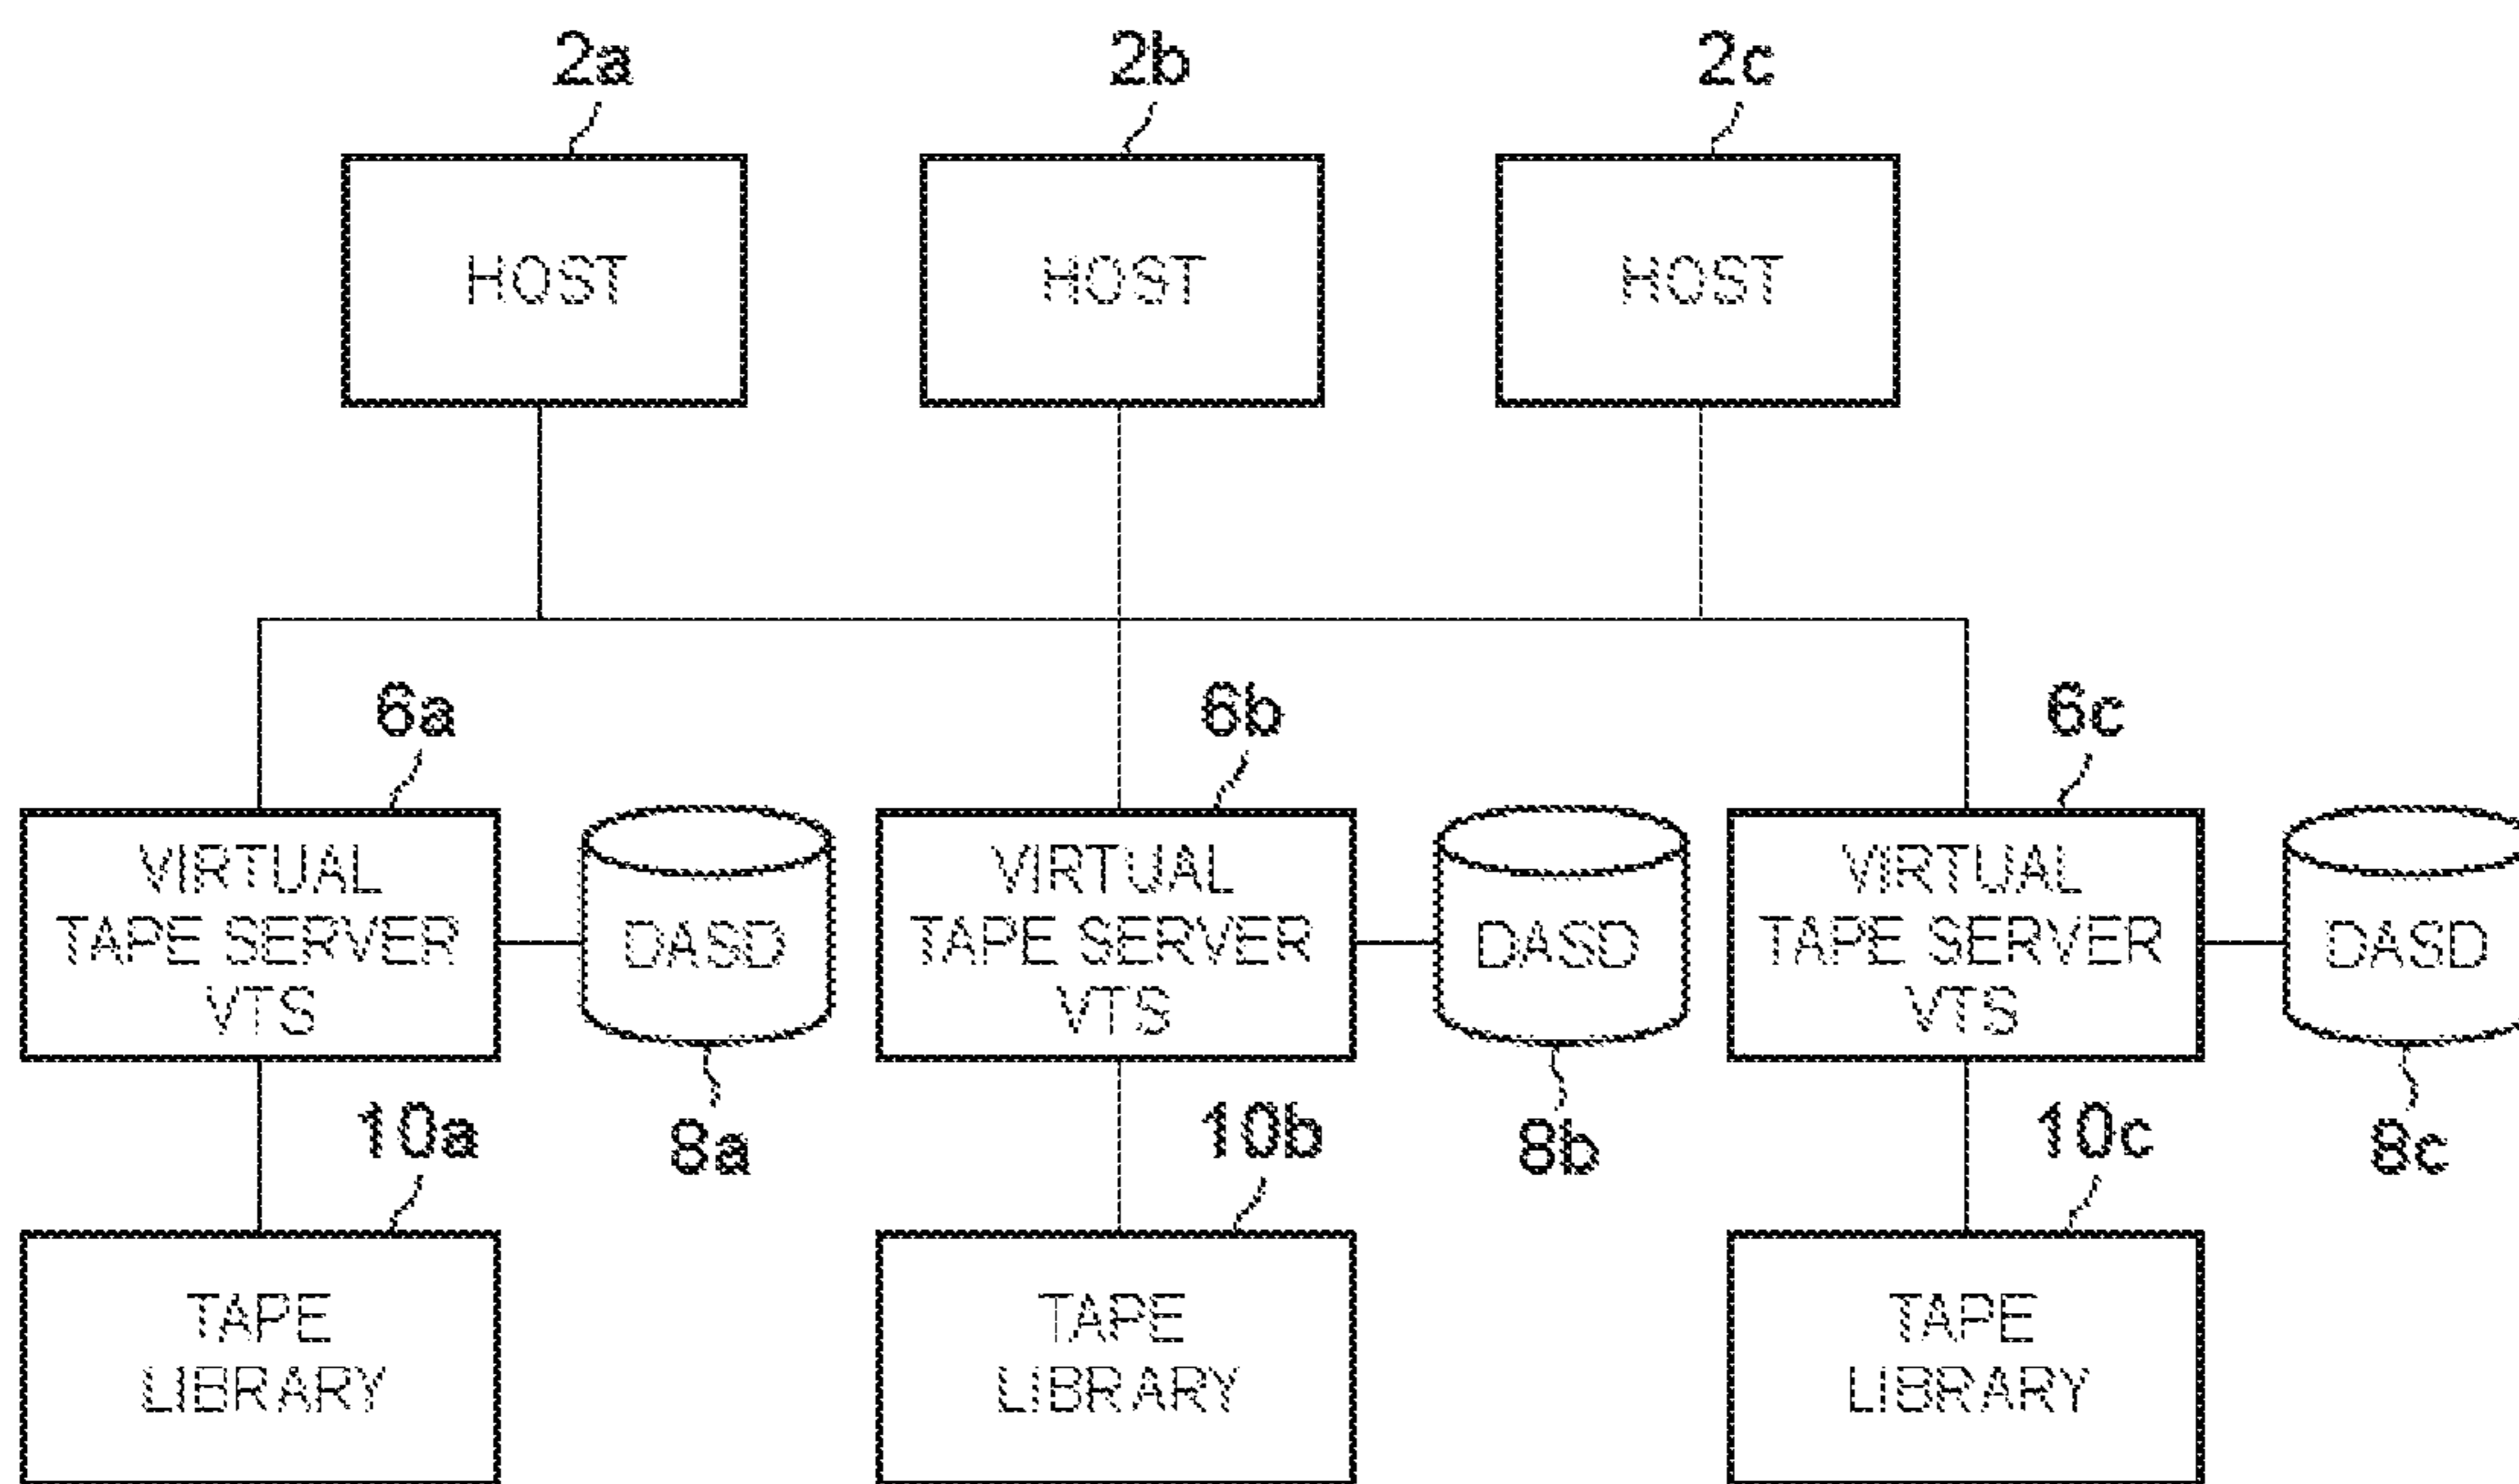 2a 2b 2c
HOST HOST HOST
6a 6b 6c
VIRTUAL
TAPE SERVER
VTS
DASD
VIRTUAL
TAPE SERVER
VTS
DASD
VIRTUAL
TAPE SERVER
VTS
DASD
10a 8a 10b 8b 10c 8c
TAPE
LIBRARY
TAPE
LIBRARY
TAPE
LIBRARY